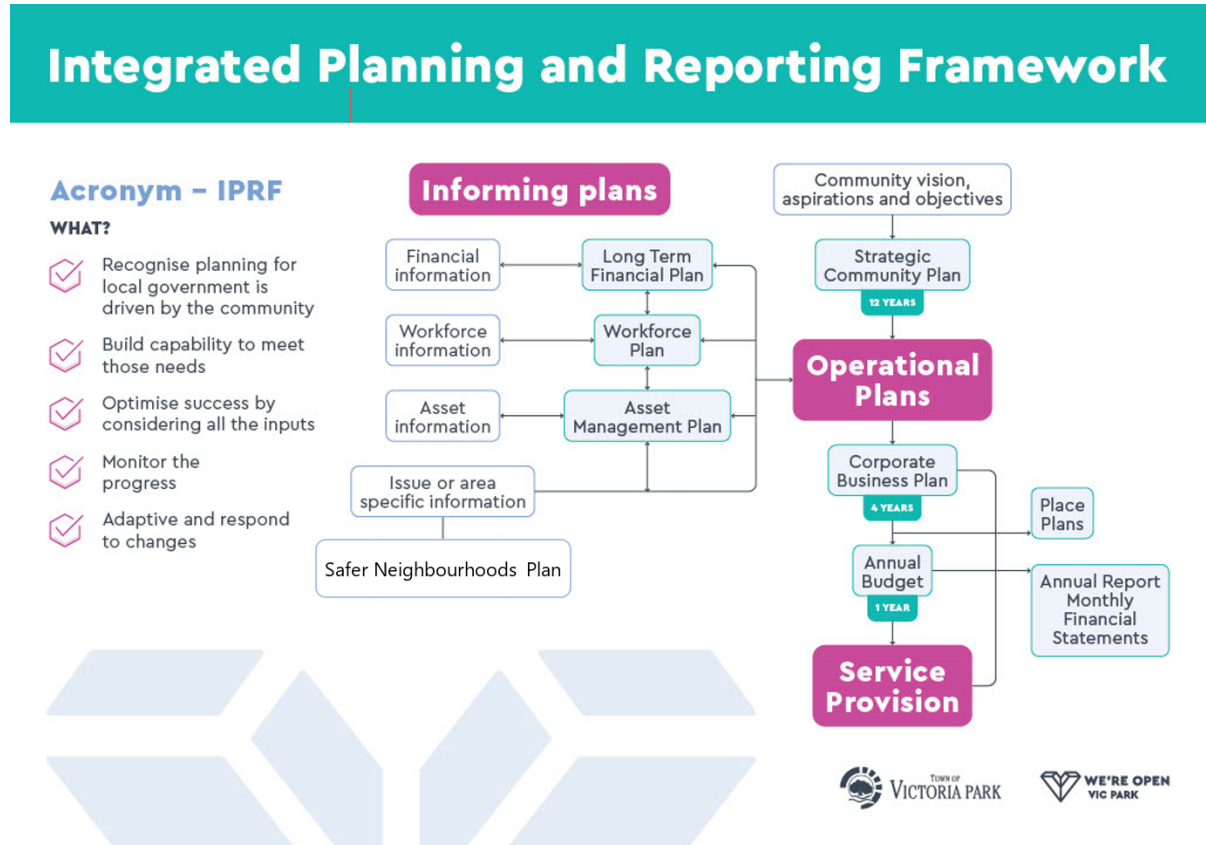 Integrated Planning and Reporting Framework
Acronym – IPRF
WHAT?
Recognise planning for
local government is
driven by the community
Build capability to meet
those needs
Optimise success by
considering all the inputs
Monitor the
progress
Adaptive and respond
to changes
Informing plans
Financial
information
Long Term
Financial Plan
Workforce
information
Workforce
Plan
Asset
information
Asset
Management Plan
Issue or area
specific information
Safer Neighbourhoods Plan
Community vision,
aspirations and objectives
Strategic
Community Plan
12 YEARS
Operational
Plans
Corporate
Business Plan
4 YEARS
Place
Plans
Annual
Budget
1 YEAR
Annual Report
Monthly
Financial
Statements
Service
Provision
TOWN OF
VICTORIA PARK
WE'RE OPEN
VIC PARK